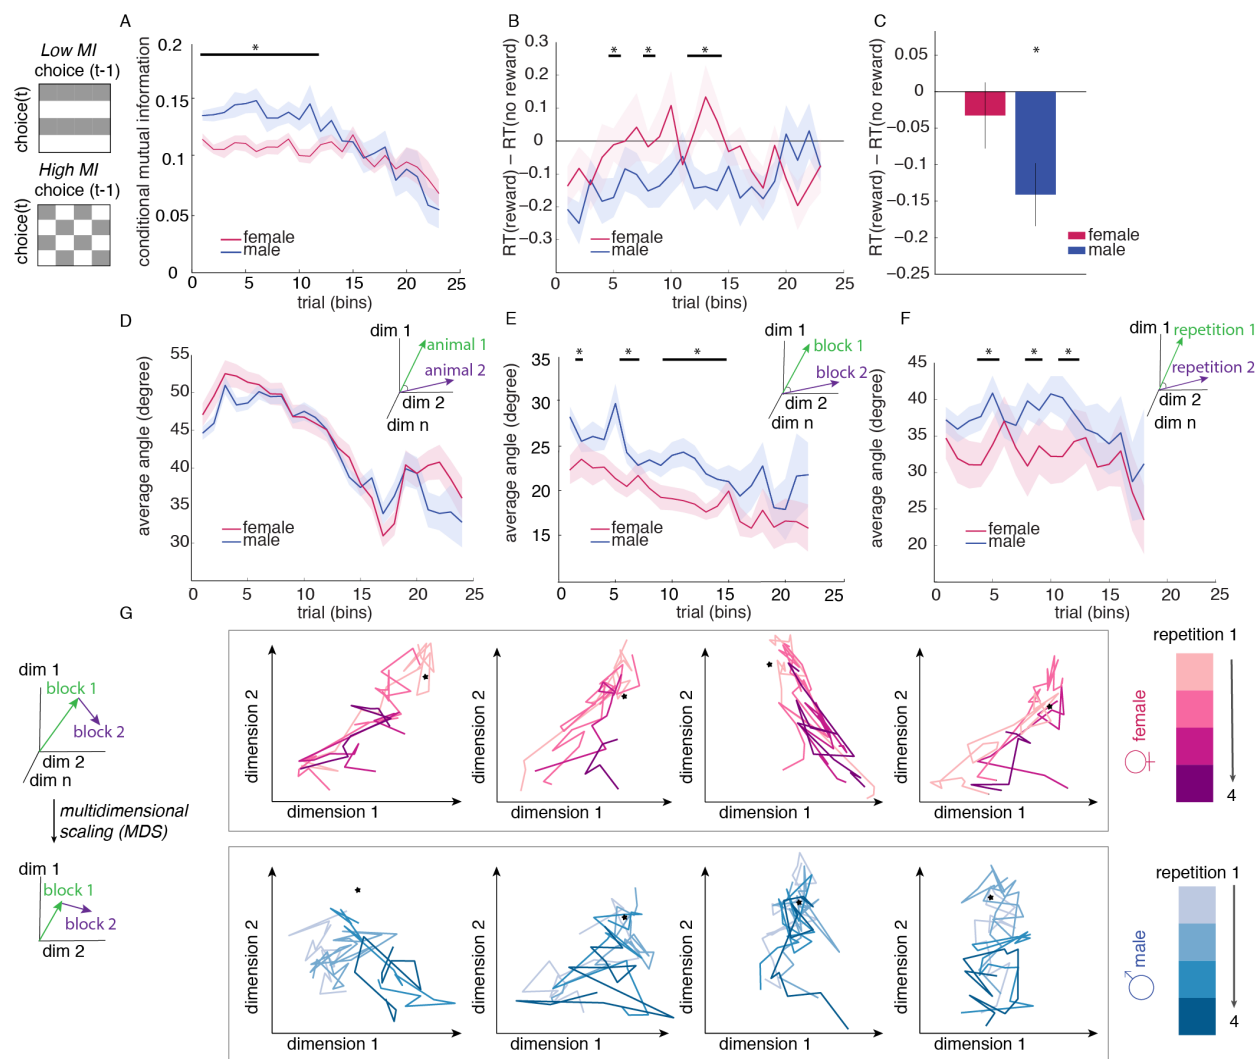 A
Low MI
choice (t-1)
choice(t)
High MI
choice (t-1)
choice(t)
conditional mutual information
0.2
0.15
0.1
0.05
0
*
female
male
0 5 10 15 20 25
trial (bins)
B
RT(reward) − RT(no reward)
0.3
0.2
0.1
0
−0.1
−0.2
−0.3
* * *
female
male
5 10 15 20 25
trial (bins)
C
RT(reward) − RT(no reward)
0.05
0
−0.05
−0.1
−0.15
−0.2
−0.25
*
female
male
D
average angle (degree)
55
50
45
40
35
30
dim 1
animal 1
animal 2
dim 2
dim n
female
male
0 5 10 15 20 25
trial (bins)
E
average angle (degree)
35
30
25
20
15
* * *
dim 1
block 1
block 2
dim 2
dim n
female
male
0 5 10 15 20 25
trial (bins)
F
average angle (degree)
45
40
35
30
25
20
* * *
dim 1
repetition 1
repetition 2
dim 2
dim n
female
male
0 5 10 15 20 25
trial (bins)
G
dim 1
block 1
block 2
dim 2
dim n
multidimensional
scaling (MDS)
dim 1
block 1
block 2
dim 2
dimension 2
dimension 1
dimension 2
dimension 1
dimension 2
dimension 1
dimension 2
dimension 1
repetition 1
♀ female
4
dimension 2
dimension 1
dimension 2
dimension 1
dimension 2
dimension 1
dimension 2
dimension 1
repetition 1
♂ male
4